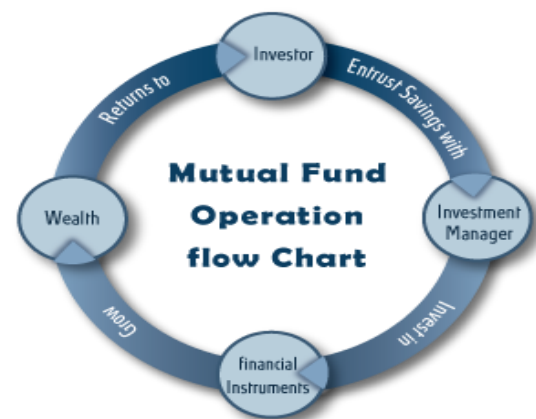 Investor
Entrust Savings with
Investment
Manager
Invest in
financial
Instruments
Grow
Wealth
Returns to
Mutual Fund
Operation
flow Chart